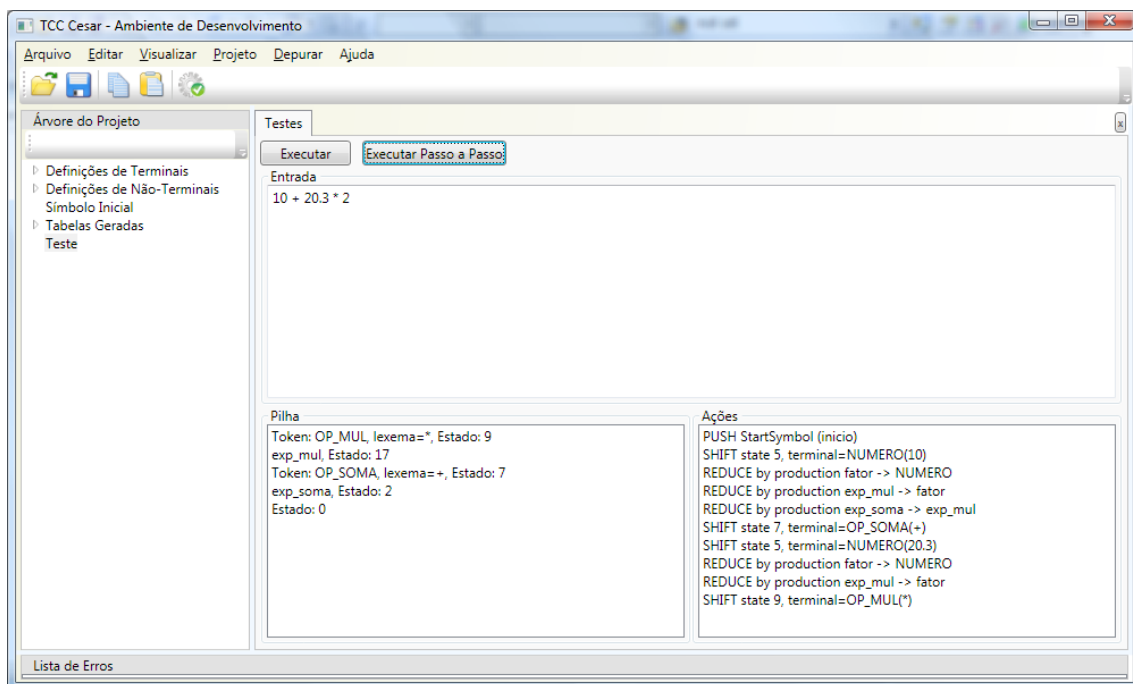 TCC Cesar - Ambiente de Desenvolvimento
Arquivo Editar Visualizar Projeto Depurar Ajuda
Árvore do Projeto
Definições de Terminais
Definições de Não-Terminais
Símbolo Inicial
Tabelas Geradas
Teste
Testes
x
Executar Executar Passo a Passo
Entrada
10 + 20.3 * 2
Pilha
Token: OP_MUL, lexema=*, Estado: 9
exp_mul, Estado: 17
Token: OP_SOMA, lexema=+, Estado: 7
exp_soma, Estado: 2
Estado: 0
Ações
PUSH StartSymbol (inicio)
SHIFT state 5, terminal=NUMERO(10)
REDUCE by production fator -> NUMERO
REDUCE by production exp_mul -> fator
REDUCE by production exp_soma -> exp_mul
SHIFT state 7, terminal=OP_SOMA(+)
SHIFT state 5, terminal=NUMERO(20.3)
REDUCE by production fator -> NUMERO
REDUCE by production exp_mul -> fator
SHIFT state 9, terminal=OP_MUL(*)
Lista de Erros